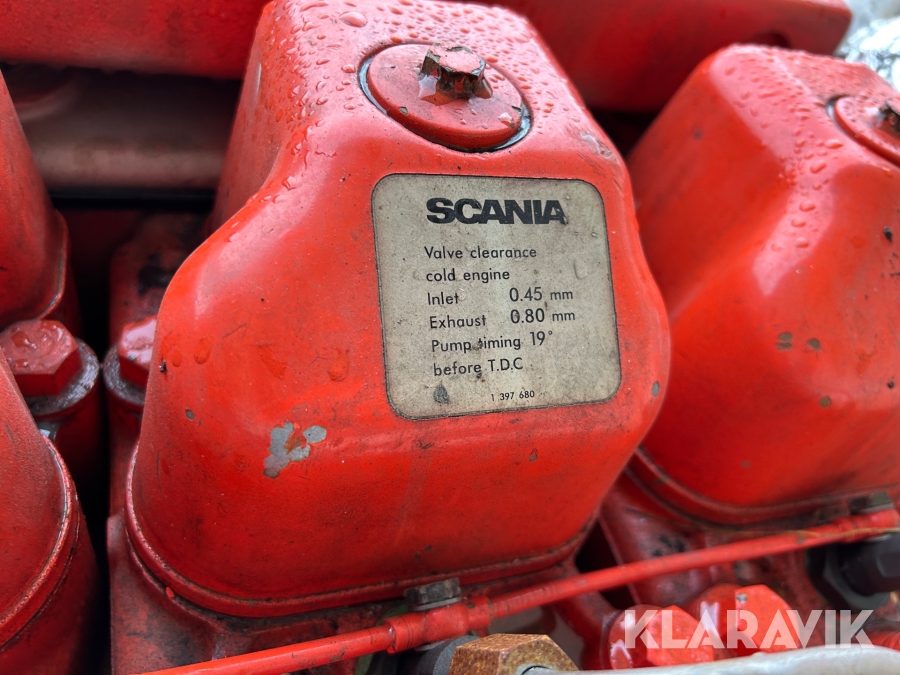 SCANIA
Valve clearance
cold engine
Inlet 0.45 mm
Exhaust 0.80 mm
Pump timing 19°
before T.D.C
1 397 680
KLARAVIK